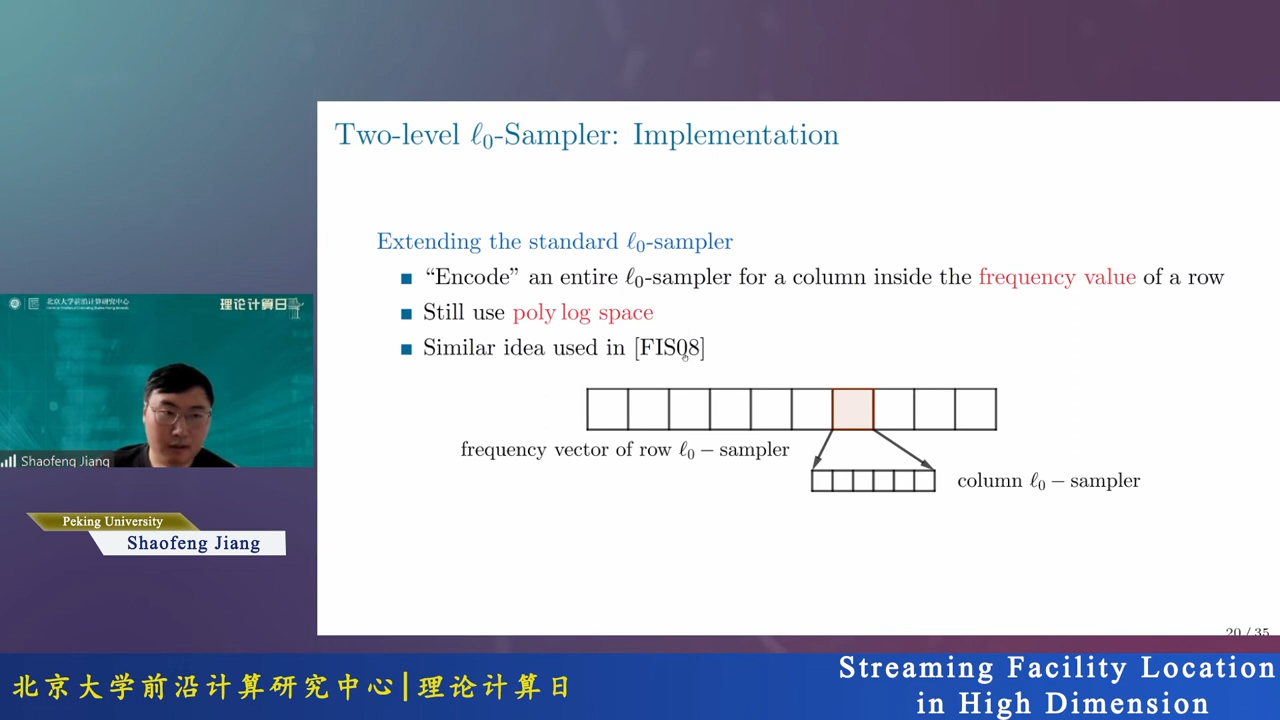 Two-level ℓ₀-Sampler: Implementation
Extending the standard ℓ₀-sampler
"Encode" an entire ℓ₀-sampler for a column inside the frequency value of a row
Still use poly log space
Similar idea used in [FIS08]
frequency vector of row ℓ₀ − sampler
column ℓ₀ − sampler
20 / 35
北京大学前沿计算研究中心
理论计算日
Shaofeng Jiang
Peking University
Shaofeng Jiang
北京大学前沿计算研究中心|理论计算日
Streaming Facility Location
in High Dimension